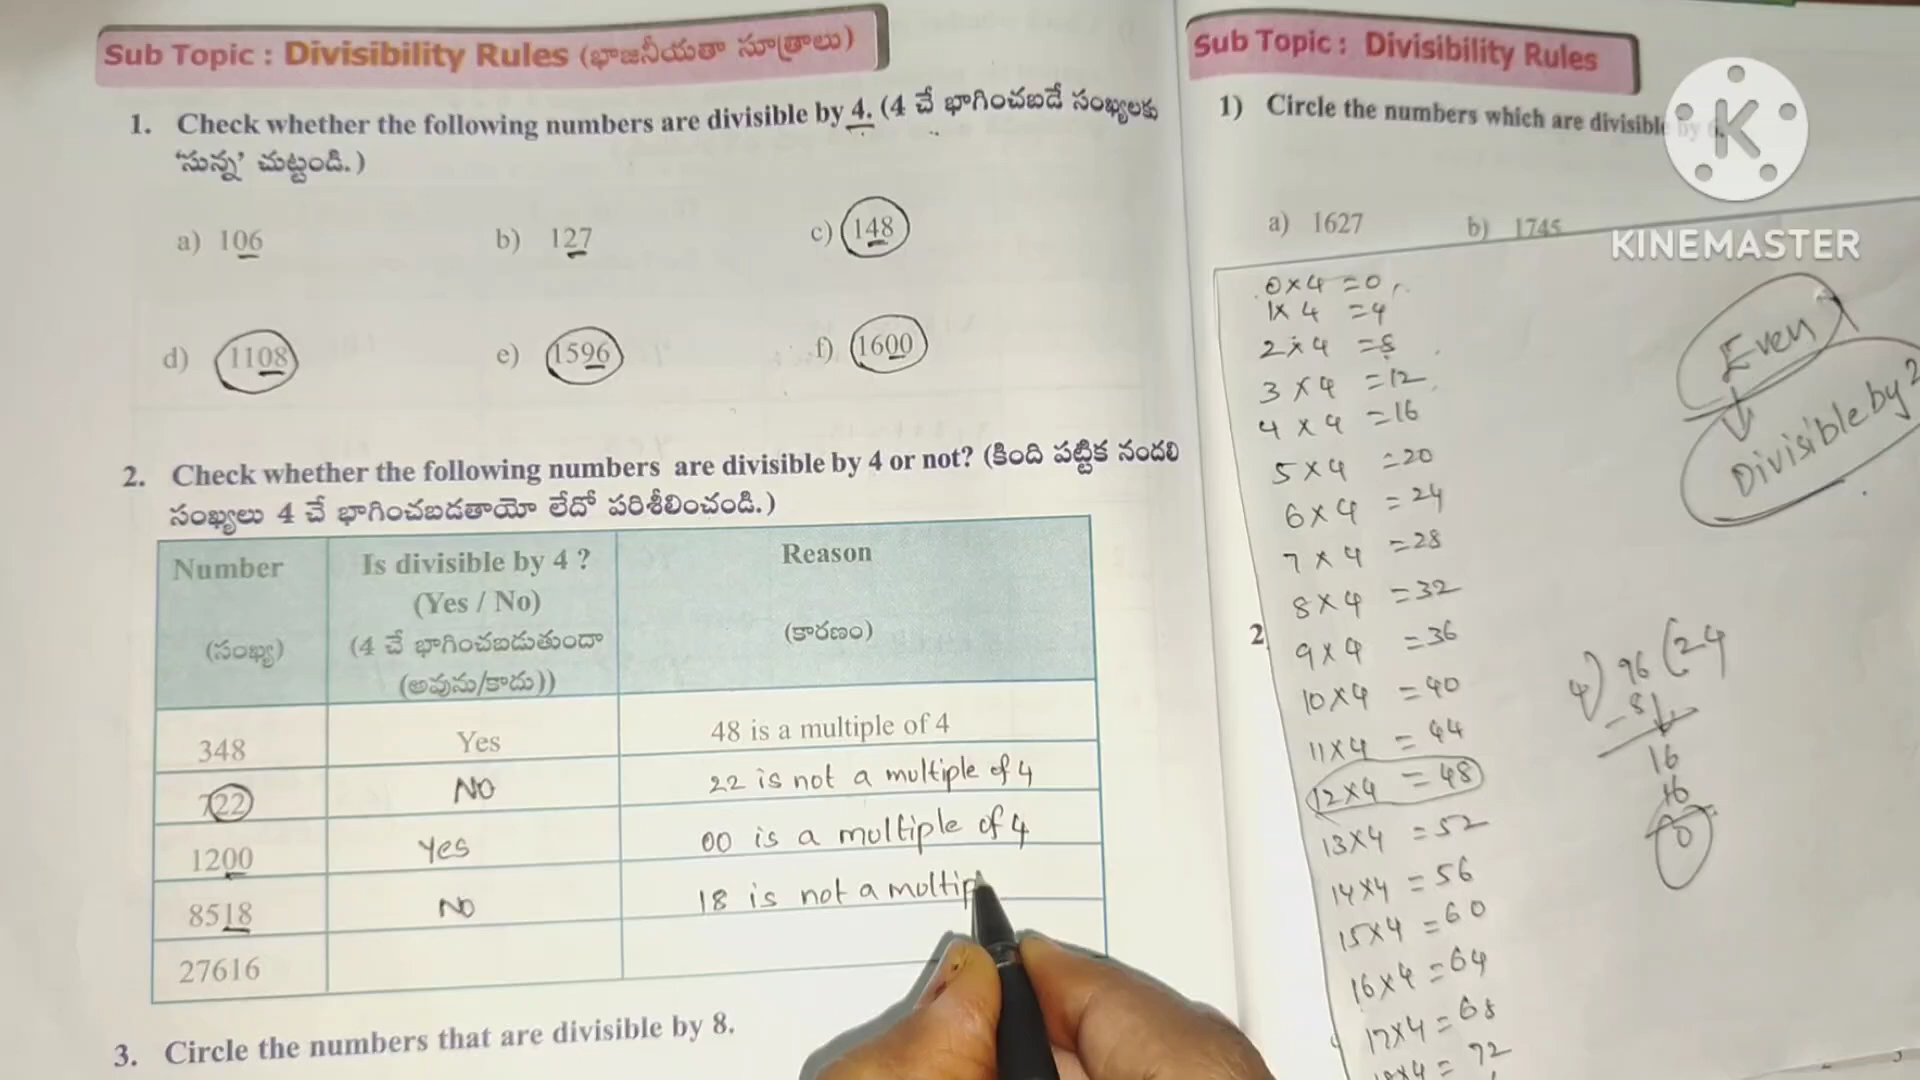 Sub Topic : Divisibility Rules (భాజనీయతా సూత్రాలు)
1. Check whether the following numbers are divisible by 4. (4 చే భాగించబడే సంఖ్యలకు
'సున్న' చుట్టండి.)
a) 106 b) 127 c) 148
d) 1108 e) 1596 f) 1600
2. Check whether the following numbers are divisible by 4 or not? (కింది పట్టిక నందలి
సంఖ్యలు 4 చే భాగించబడతాయో లేదో పరిశీలించండి.)
Number Is divisible by 4 ? Reason
(Yes / No)
(సంఖ్య) (4 చే భాగించబడుతుందా (కారణం)
(అవును/కాదు))
348 Yes 48 is a multiple of 4
722 No 22 is not a multiple of 4
1200 Yes 00 is a multiple of 4
8518 No 18 is not a multip
27616
3. Circle the numbers that are divisible by 8.
Sub Topic : Divisibility Rules
1) Circle the numbers which are divisible by
a) 1627 b) 1745
KINEMASTER
0×4 =0
1×4 =4
2×4 =8
3×4 =12
4×4 =16
5×4 =20
6×4 =24
7×4 =28
8×4 =32
2 9×4 =36
10×4 =40
11×4 =44
12×4 =48
13×4 =52
14×4 =56
15×4 =60
16×4 =64
17×4 =68
18×4 = 72
Even
Divisible by 2
4) 96 (24
-8
16
16
0